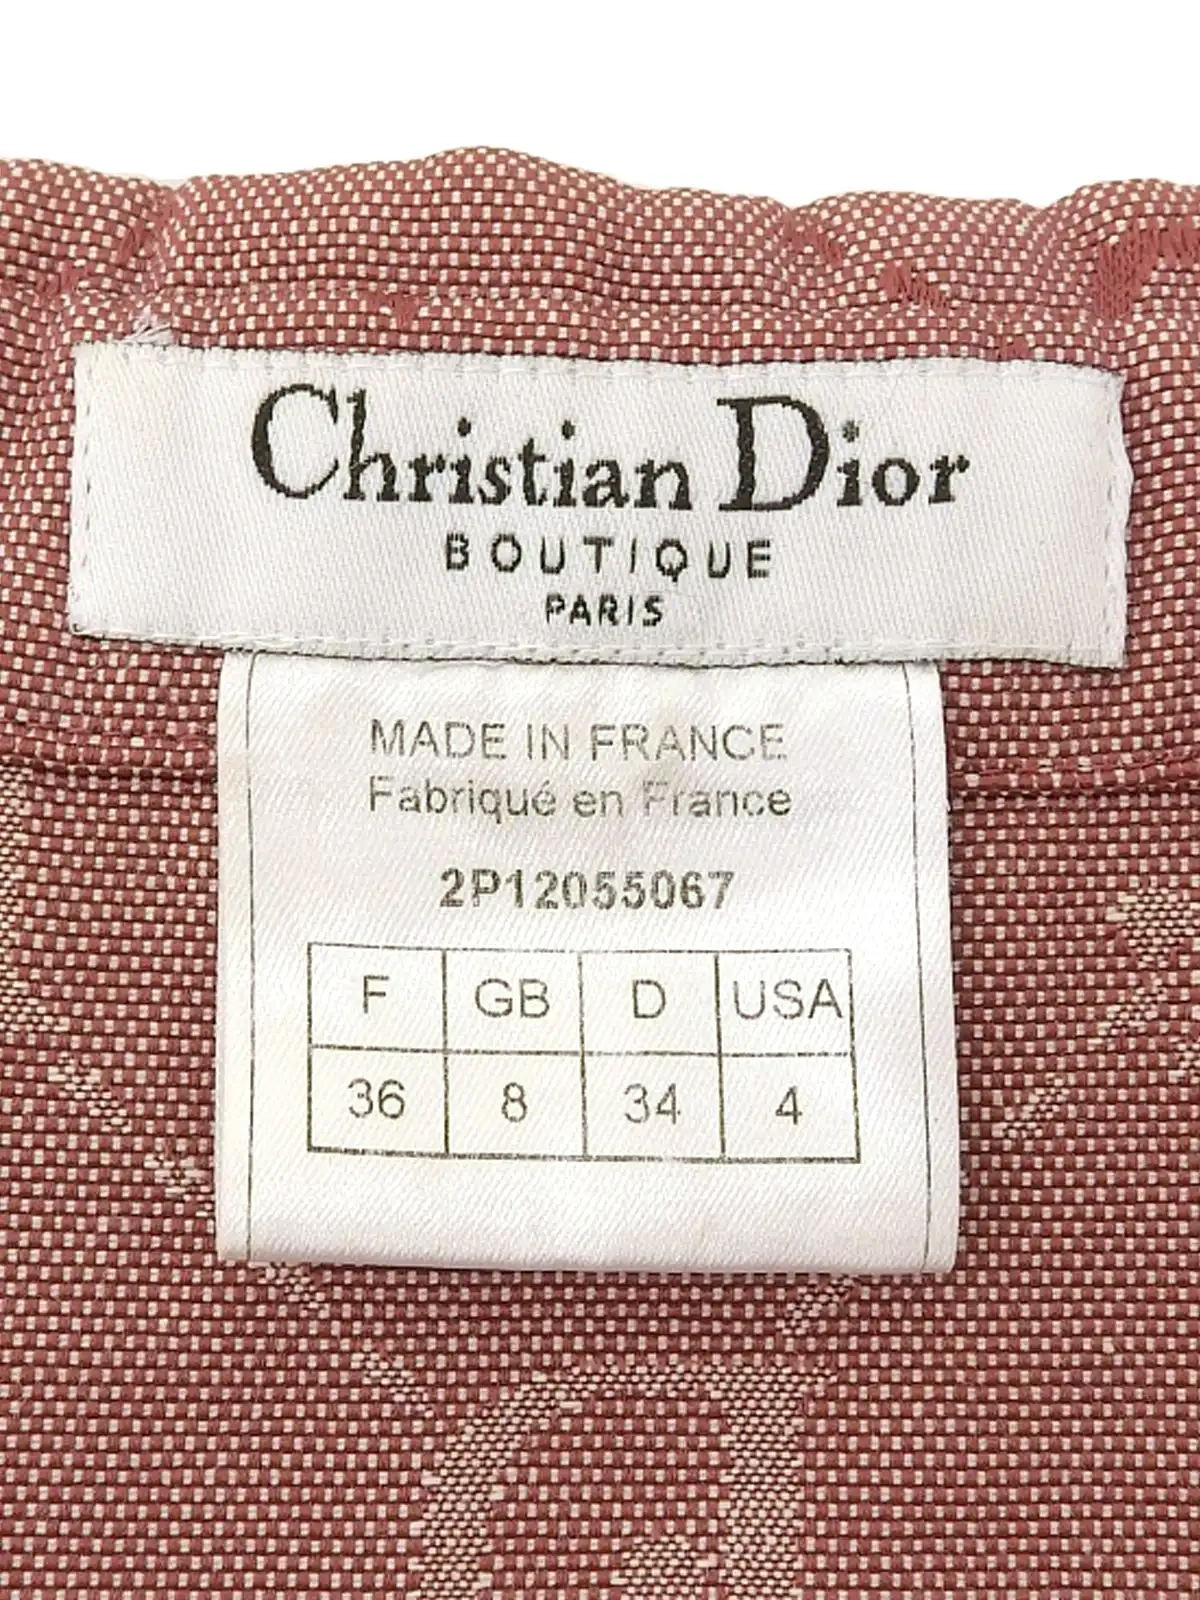 Christian Dior
BOUTIQUE
PARIS
MADE IN FRANCE
Fabriqué en France
2P12055067
F GB D USA
36 8 34 4